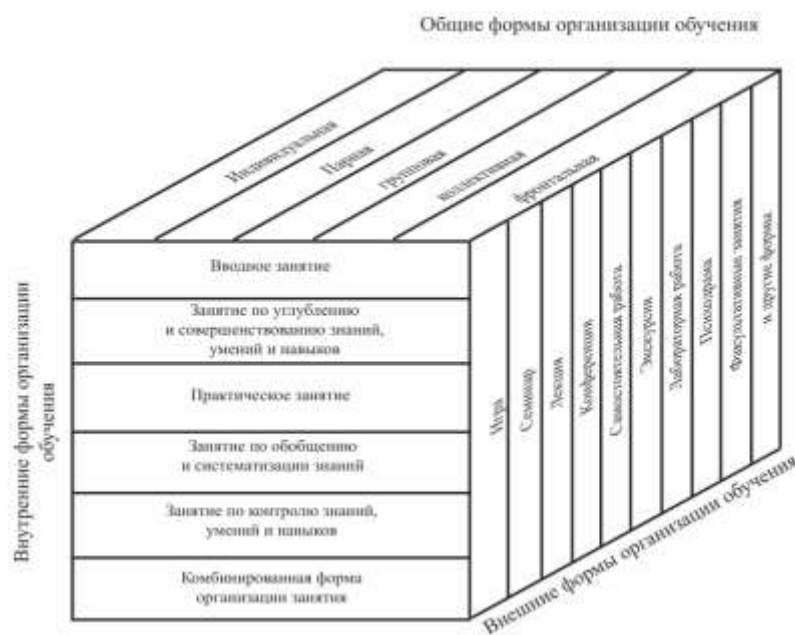 Общие формы организации обучения
Индивидуальная
Парная
групповая
коллективная
фронтальная
Внутренние формы организации
обучения
Вводное занятие
Занятие по углублению
и совершенствованию знаний,
умений и навыков
Практическое занятие
Занятие по обобщению
и систематизации знаний
Занятие по контролю знаний,
умений и навыков
Комбинированная форма
организации занятия
Игра
Семинар
Лекция
Конференция
Самостоятельная работа
Экскурсия
Лабораторная работа
Психодрама
Факультативные занятия
и другие формы
Внешние формы организации обучения